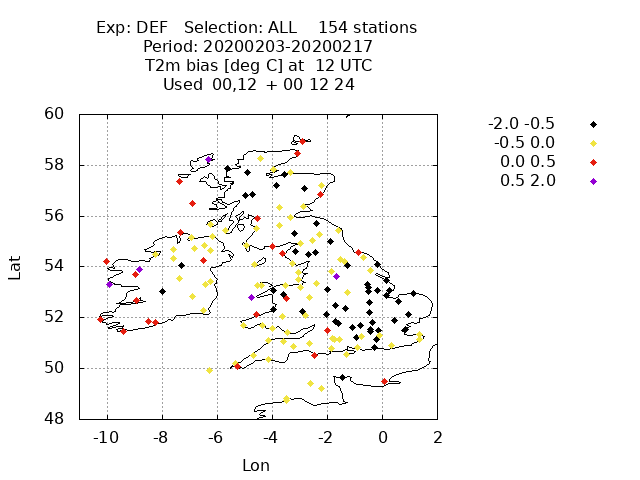 Exp: DEF   Selection: ALL    154 stations
Period: 20200203-20200217
T2m bias [deg C] at  12 UTC
Used  00,12  + 00 12 24
60
58
56
54
52
50
48
Lat
-10 -8 -6 -4 -2 0 2
Lon
-2.0 -0.5
-0.5 0.0
0.0 0.5
0.5 2.0